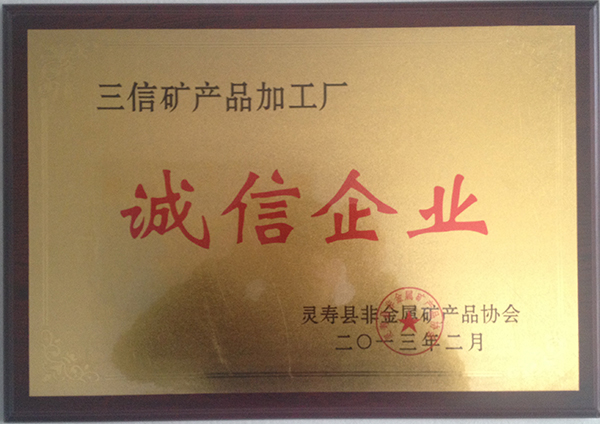 三信矿产品加工厂
诚信企业
灵寿县非金属矿产品协会
二〇一三年二月